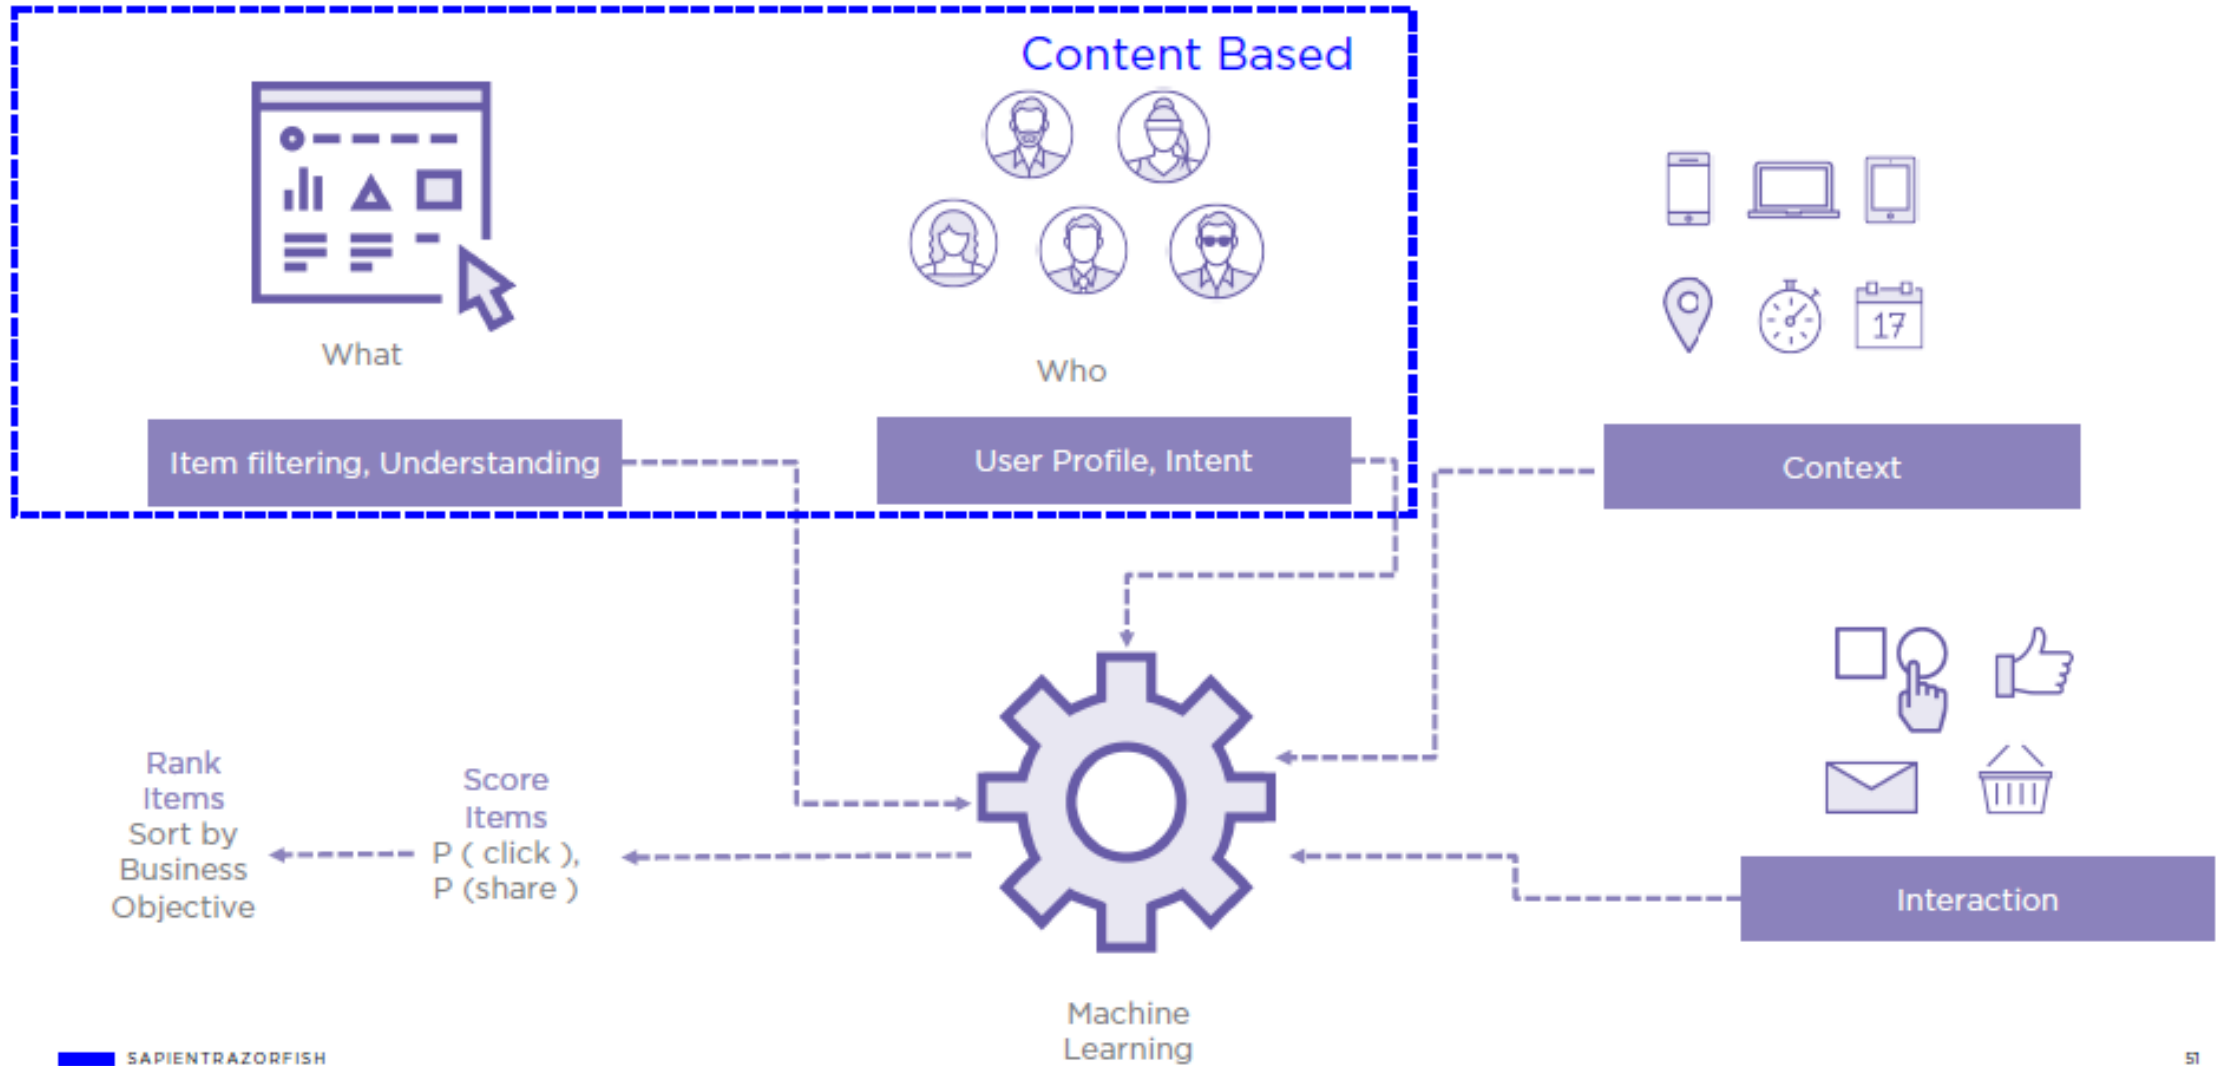 Content Based
What
Who
Item filtering, Understanding
User Profile, Intent
Context
17
Rank
Items
Sort by
Business
Objective
Score
Items
P ( click ),
P (share )
Interaction
Machine
Learning
SAPIENTRAZORFISH
51